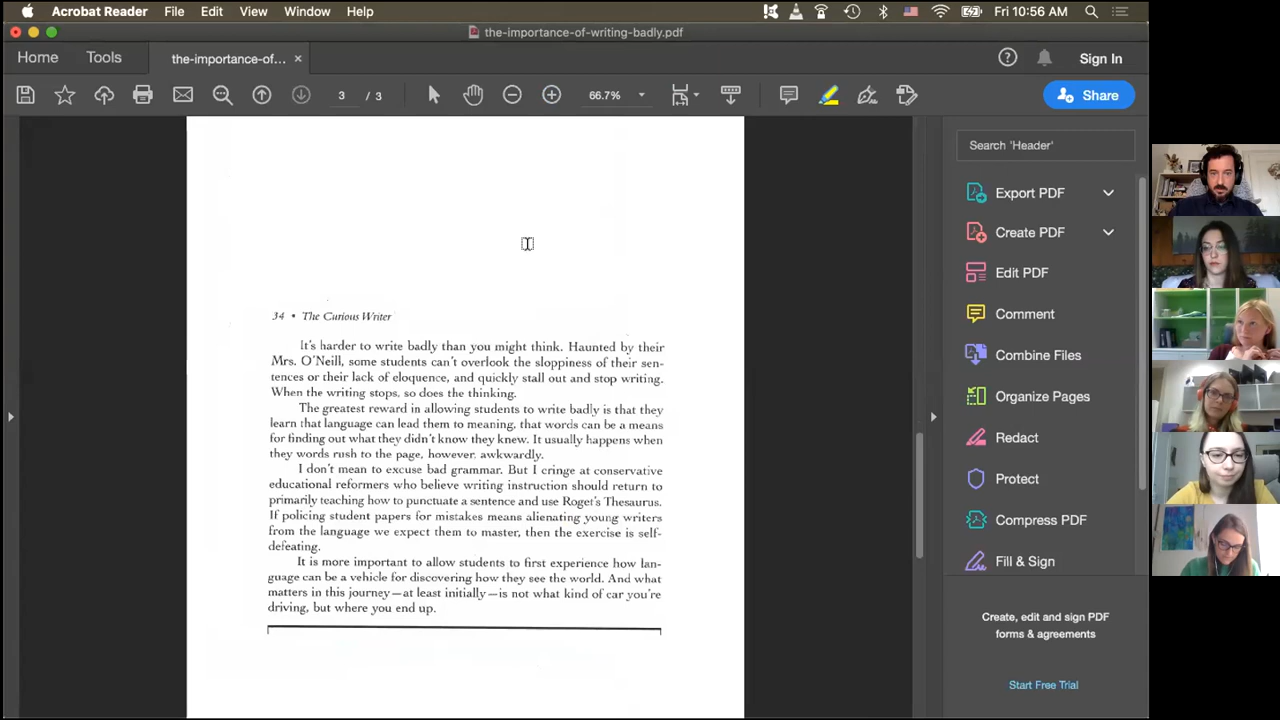 Acrobat Reader File Edit View Window Help Fri 10:56 AM
the-importance-of-writing-badly.pdf
Home Tools the-importance-of... × Sign In
3 / 3 66.7% Share
34 • The Curious Writer
It's harder to write badly than you might think. Haunted by their
Mrs. O'Neill, some students can't overlook the sloppiness of their sen-
tences or their lack of eloquence, and quickly stall out and stop writing.
When the writing stops, so does the thinking.
The greatest reward in allowing students to write badly is that they
learn that language can lead them to meaning, that words can be a means
for finding out what they didn't know they knew. It usually happens when
they words rush to the page, however, awkwardly.
I don't mean to excuse bad grammar. But I cringe at conservative
educational reformers who believe writing instruction should return to
primarily teaching how to punctuate a sentence and use Roget's Thesaurus.
If policing student papers for mistakes means alienating young writers
from the language we expect them to master, then the exercise is self-
defeating.
It is more important to allow students to first experience how lan-
guage can be a vehicle for discovering how they see the world. And what
matters in this journey—at least initially—is not what kind of car you're
driving, but where you end up.
Search 'Header'
Export PDF
Create PDF
Edit PDF
Comment
Combine Files
Organize Pages
Redact
Protect
Compress PDF
Fill & Sign
Create, edit and sign PDF
forms & agreements
Start Free Trial